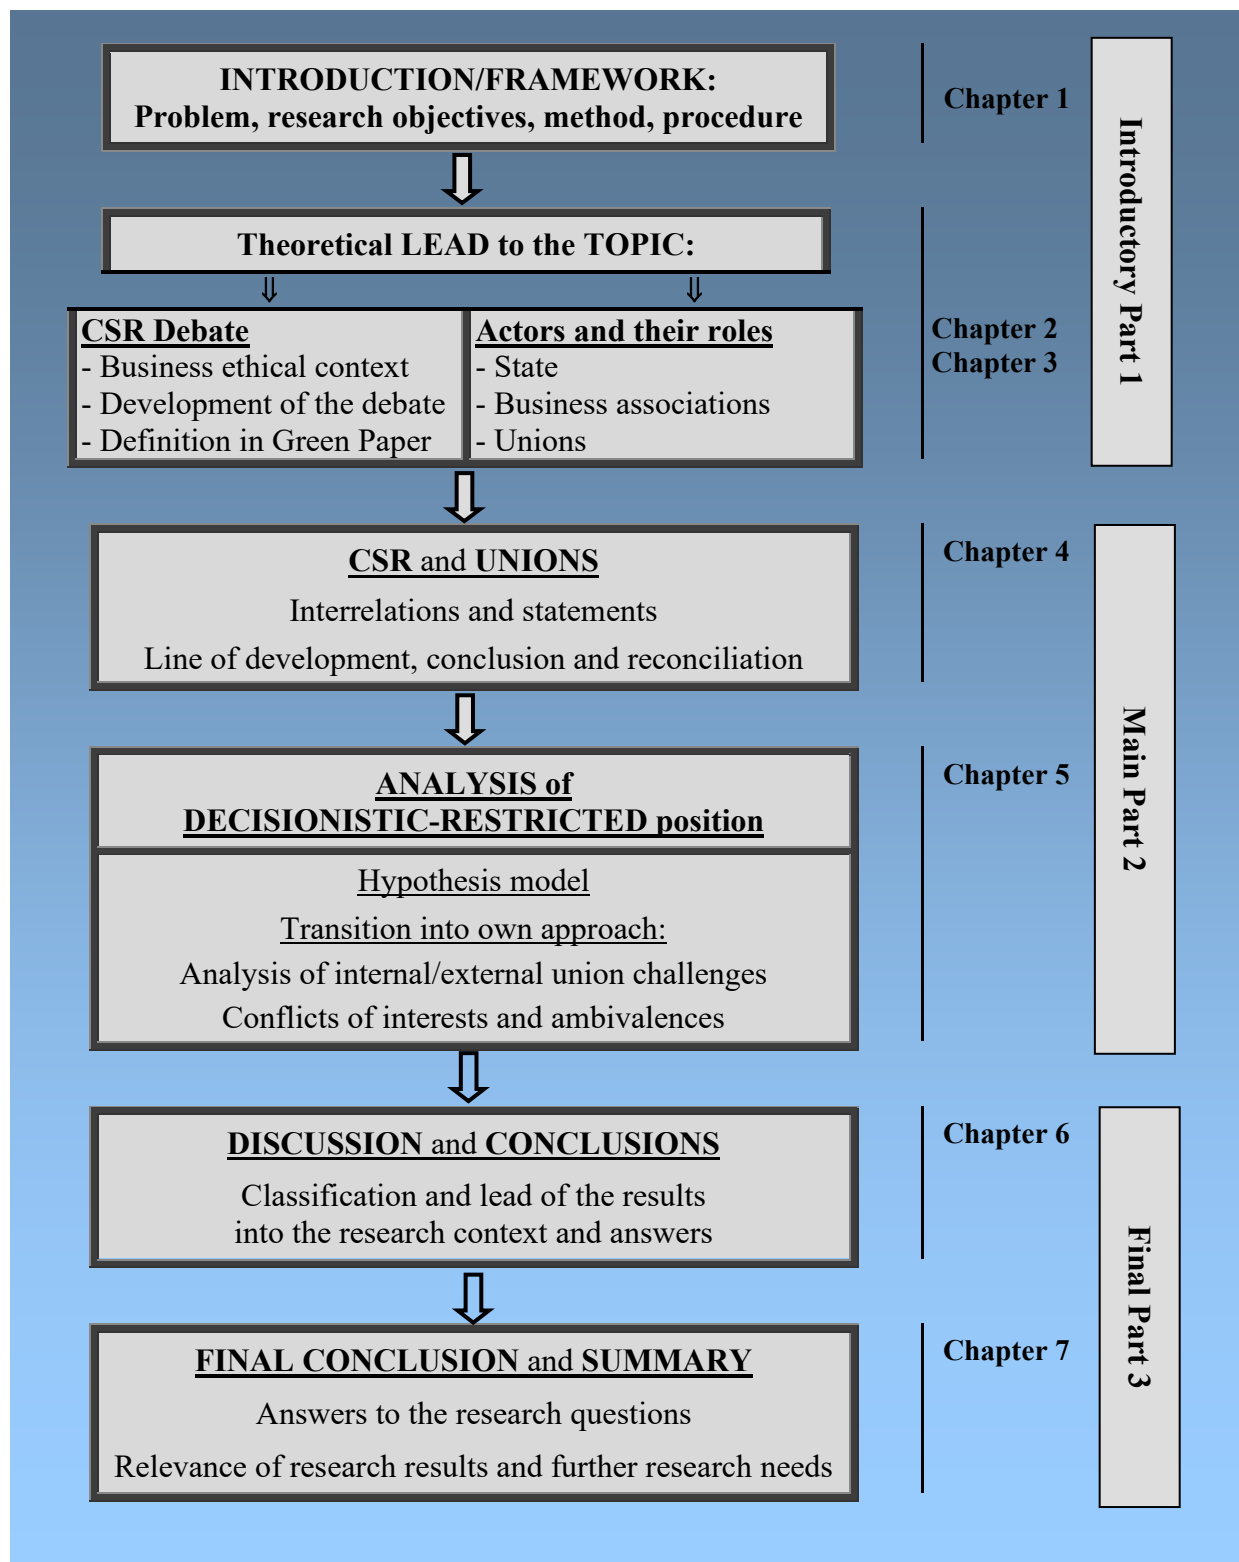 INTRODUCTION/FRAMEWORK:
Problem, research objectives, method, procedure
Chapter 1
Introductory Part 1
Theoretical LEAD to the TOPIC:
⇓
⇓
CSR Debate
- Business ethical context
- Development of the debate
- Definition in Green Paper
Actors and their roles
- State
- Business associations
- Unions
Chapter 2
Chapter 3
CSR and UNIONS
Interrelations and statements
Line of development, conclusion and reconciliation
Chapter 4
Main Part 2
ANALYSIS of
DECISIONISTIC-RESTRICTED position
Hypothesis model
Transition into own approach:
Analysis of internal/external union challenges
Conflicts of interests and ambivalences
Chapter 5
DISCUSSION and CONCLUSIONS
Classification and lead of the results
into the research context and answers
Chapter 6
Final Part 3
FINAL CONCLUSION and SUMMARY
Answers to the research questions
Relevance of research results and further research needs
Chapter 7